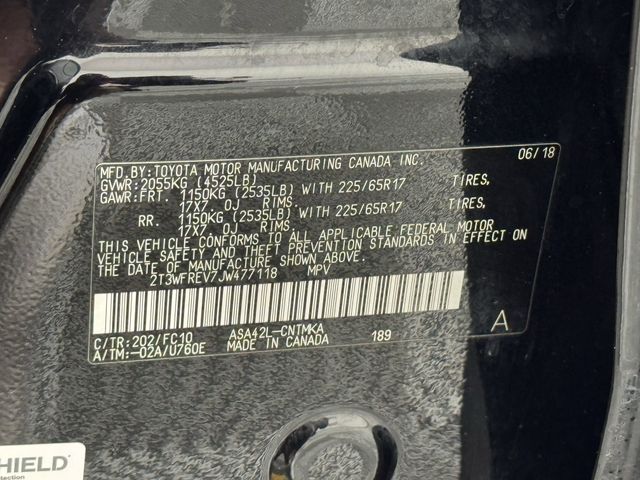 MFD. BY: TOYOTA MOTOR MANUFACTURING CANADA INC. 06/18
GVWR: 2055KG (4525LB)
GAWR: FRT. 1150KG (2535LB) WITH 225/65R17 TIRES,
17X7. 0J RIMS.
RR. 1150KG (2535LB) WITH 225/65R17 TIRES,
17X7. 0J RIMS.
THIS VEHICLE CONFORMS TO ALL APPLICABLE FEDERAL MOTOR
VEHICLE SAFETY AND THEFT PREVENTION STANDARDS IN EFFECT ON
THE DATE OF MANUFACTURE SHOWN ABOVE.
2T3WFREV7JW477118 MPV
C/TR: 202/FC10 ASA42L-CNTMKA 189 A
A/TM: -02A/U760E MADE IN CANADA
HIELD
tection